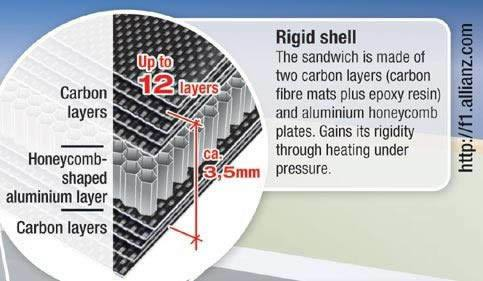 Rigid shell
The sandwich is made of
two carbon layers (carbon
fibre mats plus epoxy resin)
and aluminium honeycomb
plates. Gains its rigidity
through heating under
pressure.
Up to
12 layers
Carbon
layers
ca.
3,5mm
Honeycomb-
shaped
aluminium layer
Carbon layers
http://f1.allianz.com